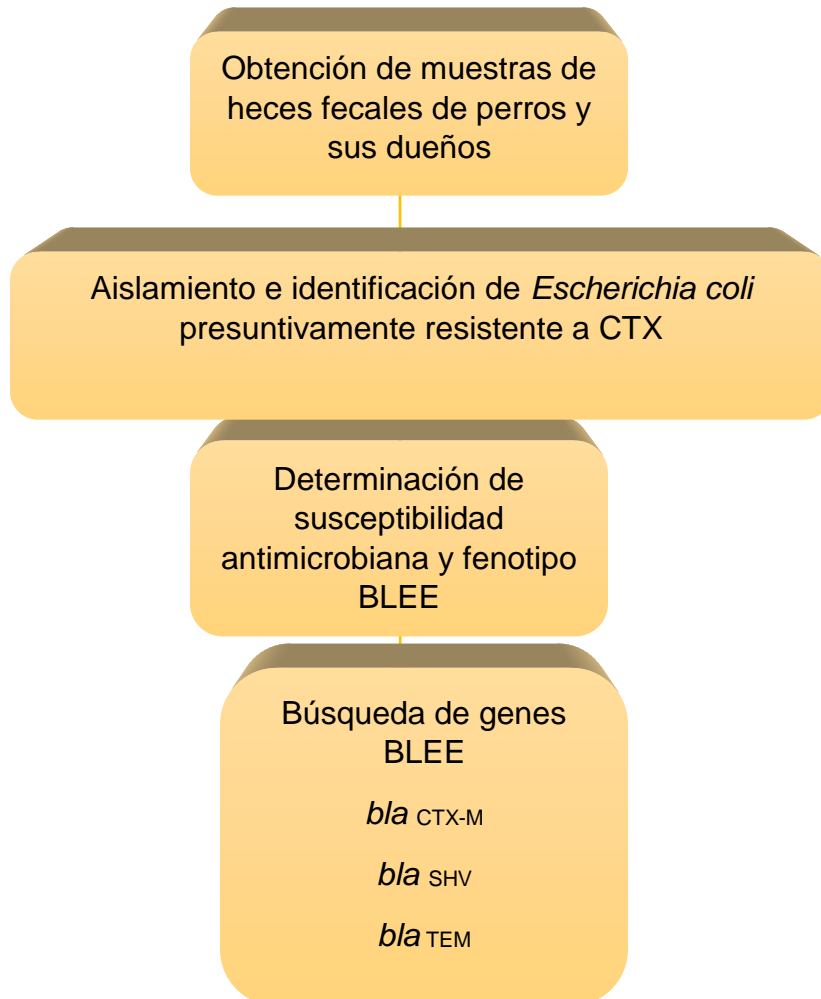 Obtención de muestras de
heces fecales de perros y
sus dueños
Aislamiento e identificación de Escherichia coli
presuntivamente resistente a CTX
Determinación de
susceptibilidad
antimicrobiana y fenotipo
BLEE
Búsqueda de genes
BLEE
bla CTX-M
bla SHV
bla TEM